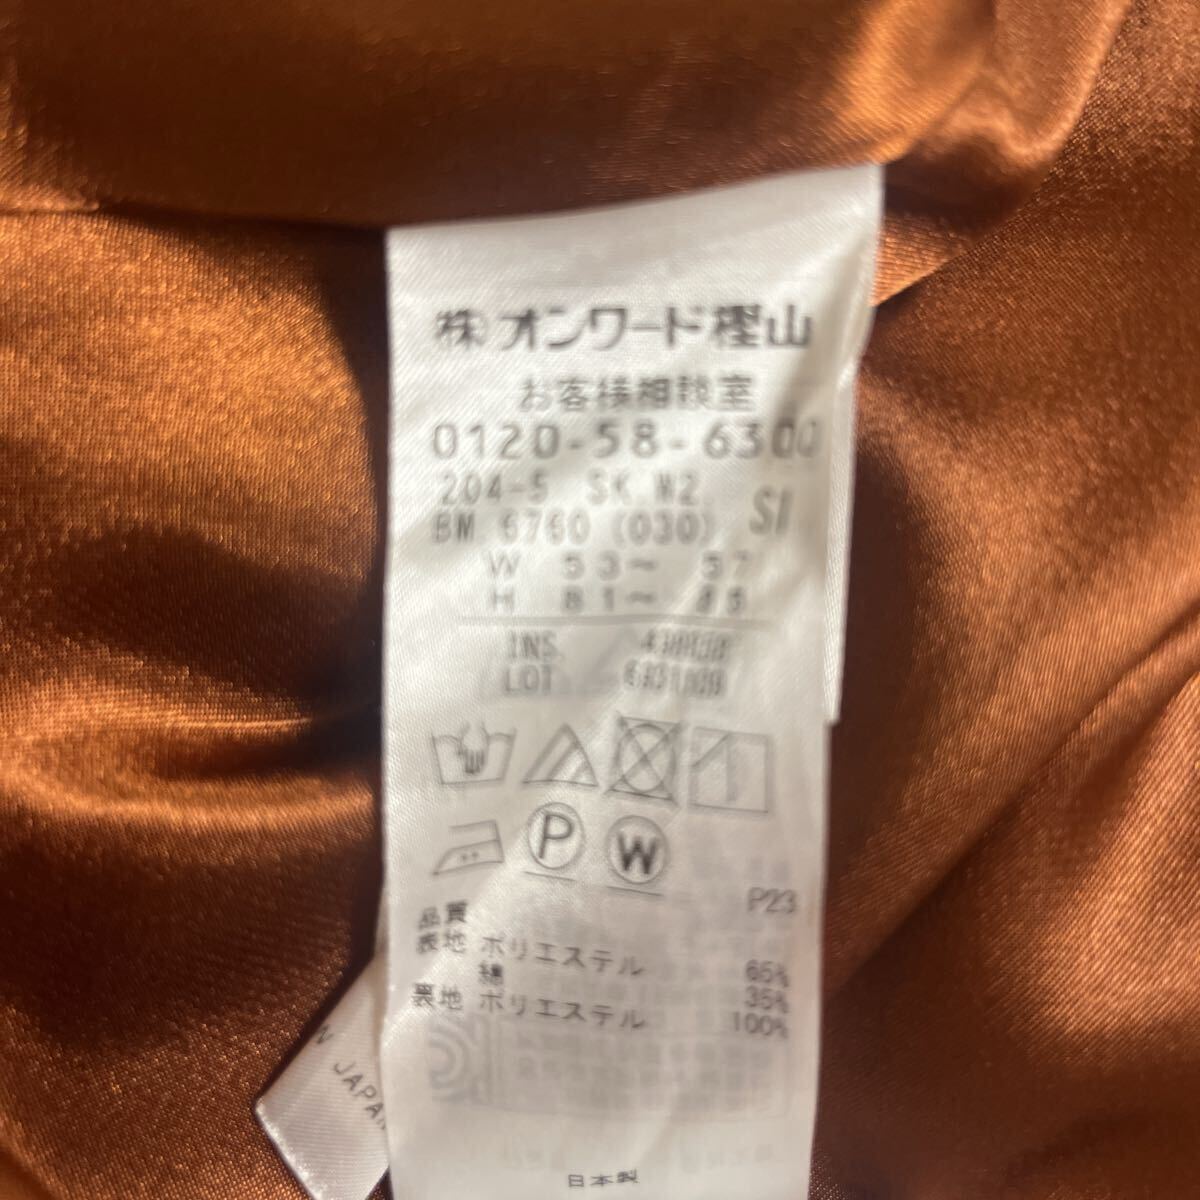 ㈱オンワード樫山
お客様相談室
0120-58-6300
204-5 SK.W2 SI
BM 6760 (030)
W 53～ 57
H 81～
INS.
LOT
P
W
P23
品質
表地 ポリエステル 65%
綿 35%
裏地 ポリエステル 100%
日本製
JAPAN